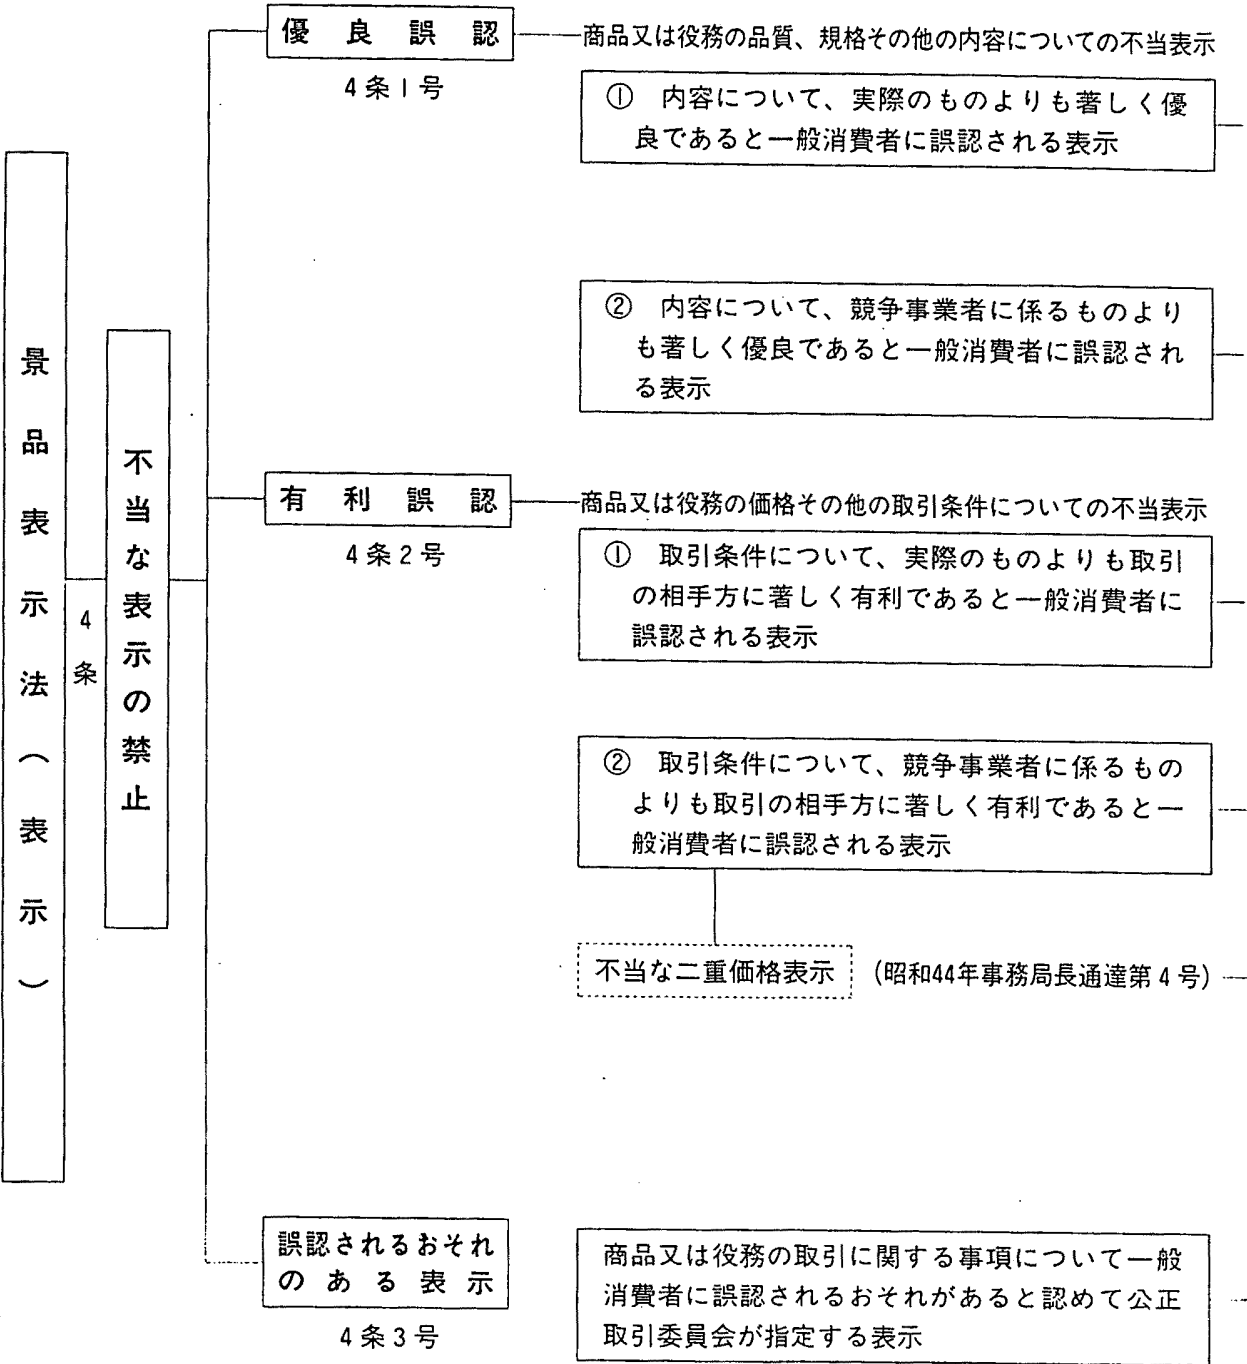 景品表示法（表示）
4条
不当な表示の禁止
優良誤認
4条1号
商品又は役務の品質、規格その他の内容についての不当表示
① 内容について、実際のものよりも著しく優
良であると一般消費者に誤認される表示
② 内容について、競争事業者に係るものより
も著しく優良であると一般消費者に誤認され
る表示
有利誤認
4条2号
商品又は役務の価格その他の取引条件についての不当表示
① 取引条件について、実際のものよりも取引
の相手方に著しく有利であると一般消費者に
誤認される表示
② 取引条件について、競争事業者に係るもの
よりも取引の相手方に著しく有利であると一
般消費者に誤認される表示
不当な二重価格表示 (昭和44年事務局長通達第4号)
誤認されるおそれ
のある表示
4条3号
商品又は役務の取引に関する事項について一般
消費者に誤認されるおそれがあると認めて公正
取引委員会が指定する表示